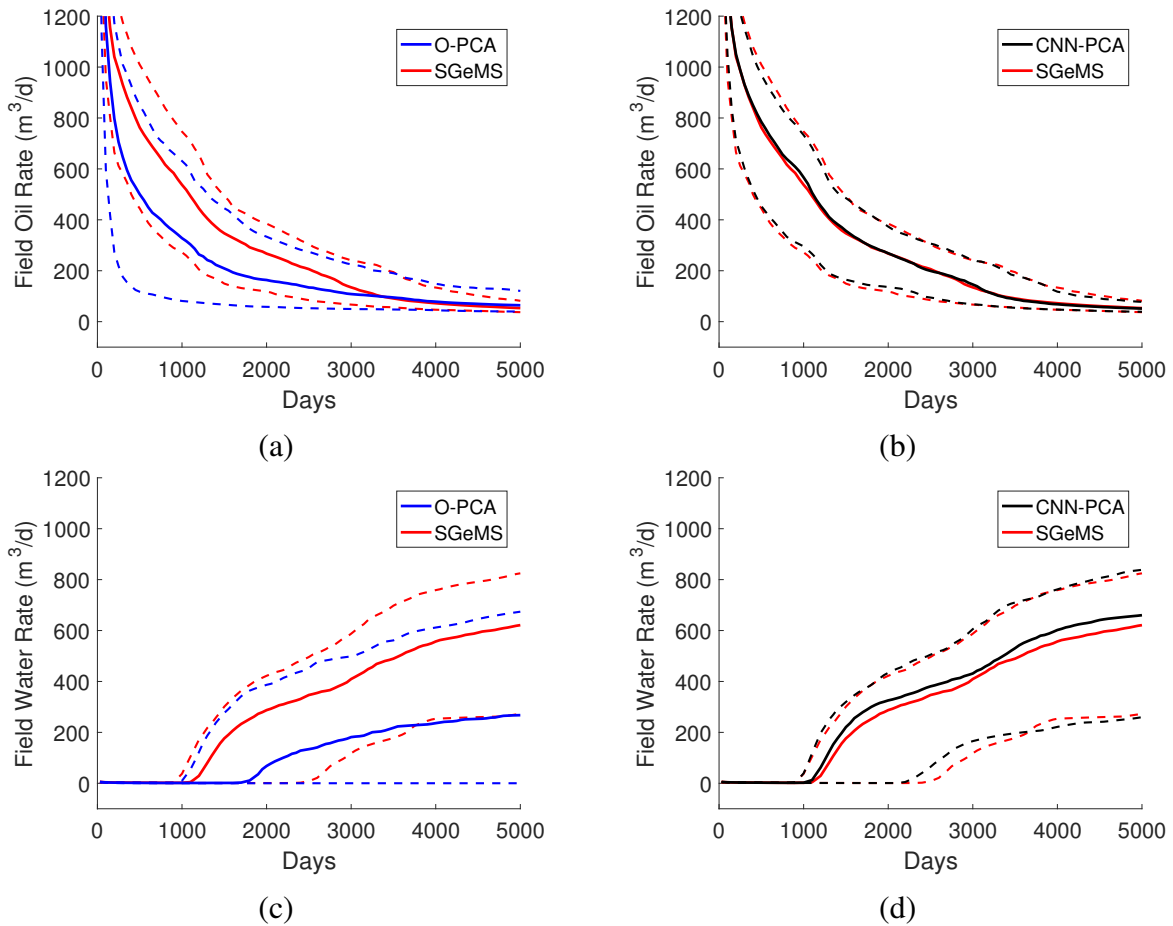 1200
1000
800
600
400
200
0
Field Oil Rate (m³/d)
O-PCA
SGeMS
0 1000 2000 3000 4000 5000
Days
(a)
1200
1000
800
600
400
200
0
Field Oil Rate (m³/d)
CNN-PCA
SGeMS
0 1000 2000 3000 4000 5000
Days
(b)
1200
1000
800
600
400
200
0
Field Water Rate (m³/d)
O-PCA
SGeMS
0 1000 2000 3000 4000 5000
Days
(c)
1200
1000
800
600
400
200
0
Field Water Rate (m³/d)
CNN-PCA
SGeMS
0 1000 2000 3000 4000 5000
Days
(d)